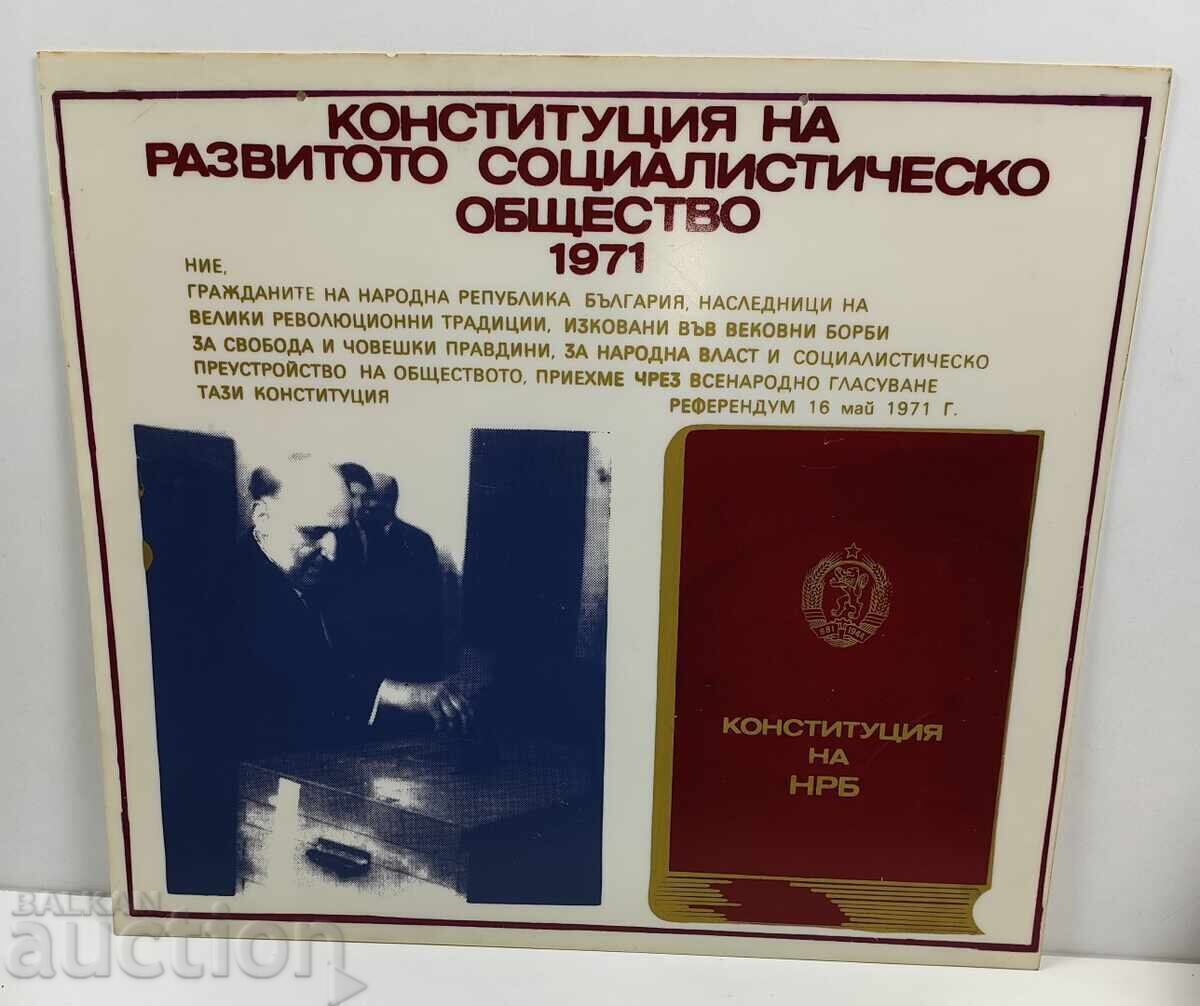 КОНСТИТУЦИЯ НА
РАЗВИТОТО СОЦИАЛИСТИЧЕСКО
ОБЩЕСТВО
1971
НИЕ,
ГРАЖДАНИТЕ НА НАРОДНА РЕПУБЛИКА БЪЛГАРИЯ, НАСЛЕДНИЦИ НА
ВЕЛИКИ РЕВОЛЮЦИОННИ ТРАДИЦИИ, ИЗКОВАНИ ВЪВ ВЕКОВНИ БОРБИ
ЗА СВОБОДА И ЧОВЕШКИ ПРАВДИНИ, ЗА НАРОДНА ВЛАСТ И СОЦИАЛИСТИЧЕСКО
ПРЕУСТРОЙСТВО НА ОБЩЕСТВОТО, ПРИЕХМЕ ЧРЕЗ ВСЕНАРОДНО ГЛАСУВАНЕ
ТАЗИ КОНСТИТУЦИЯ
РЕФЕРЕНДУМ 16 май 1971 Г.
681 1944
КОНСТИТУЦИЯ
НА
НРБ
BALKAN
auction